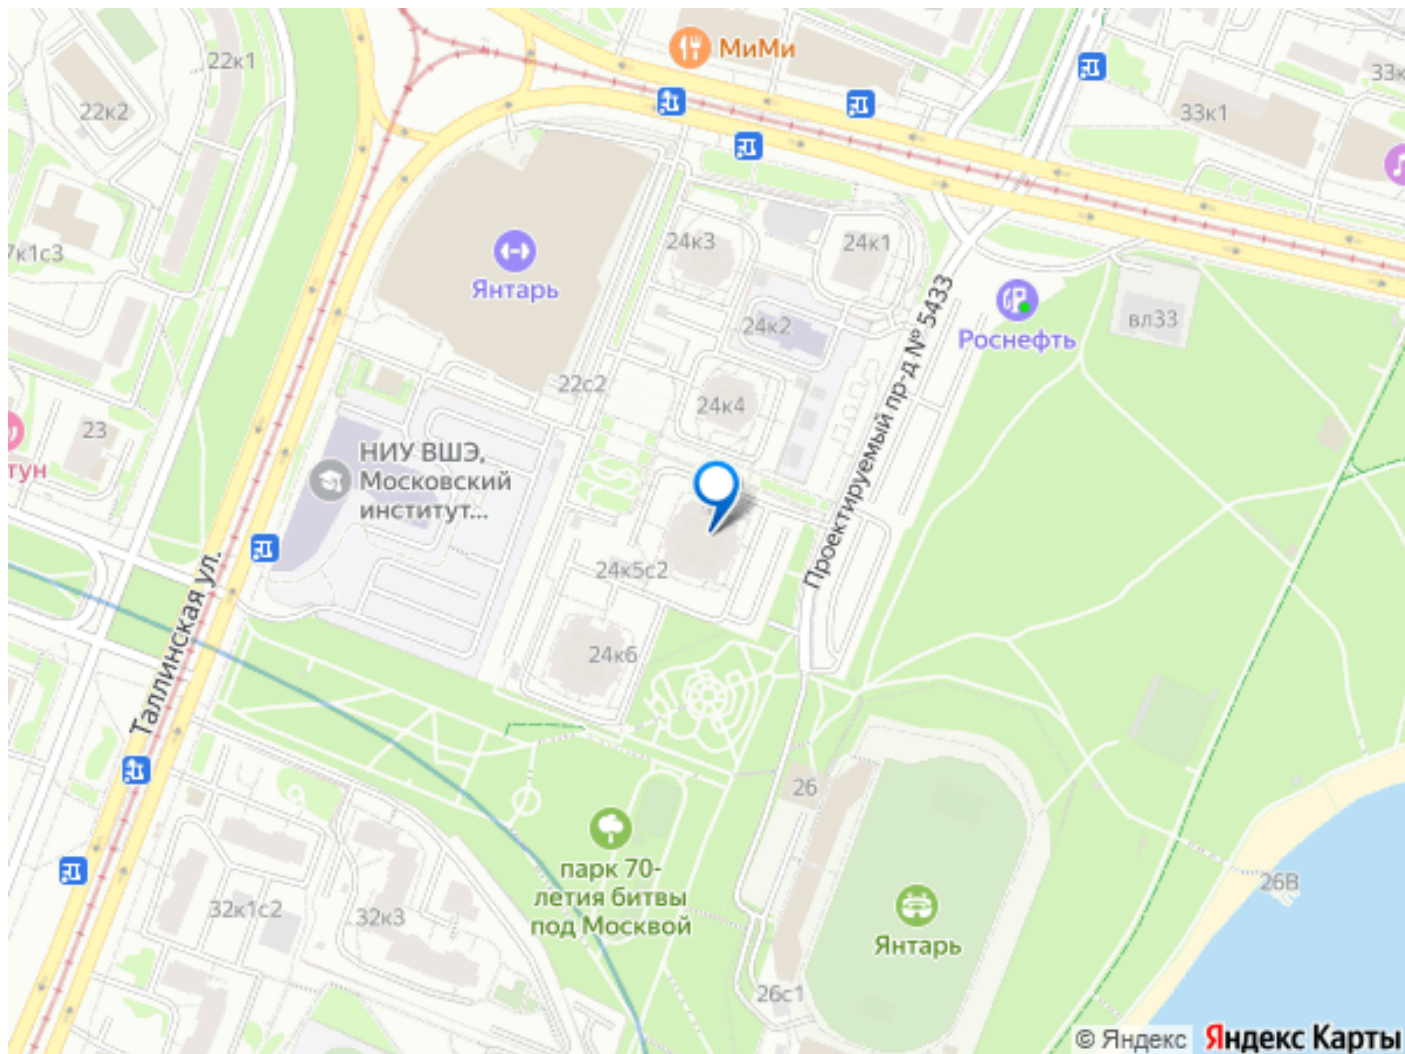 22к1
МиМи
33к
22к2
33к1
24к3
24к1
7к1с3
Янтарь
24к2
Роснефть
вл33
22с2
24к4
23
тун
НИУ ВШЭ,
Московский
институт...
Проектируемый пр-д № 5433
24к5с2
Таллинская ул.
24к6
26
парк 70-
летия битвы
под Москвой
26В
32к1с2
32к3
Янтарь
26с1
© Яндекс Яндекс Карты